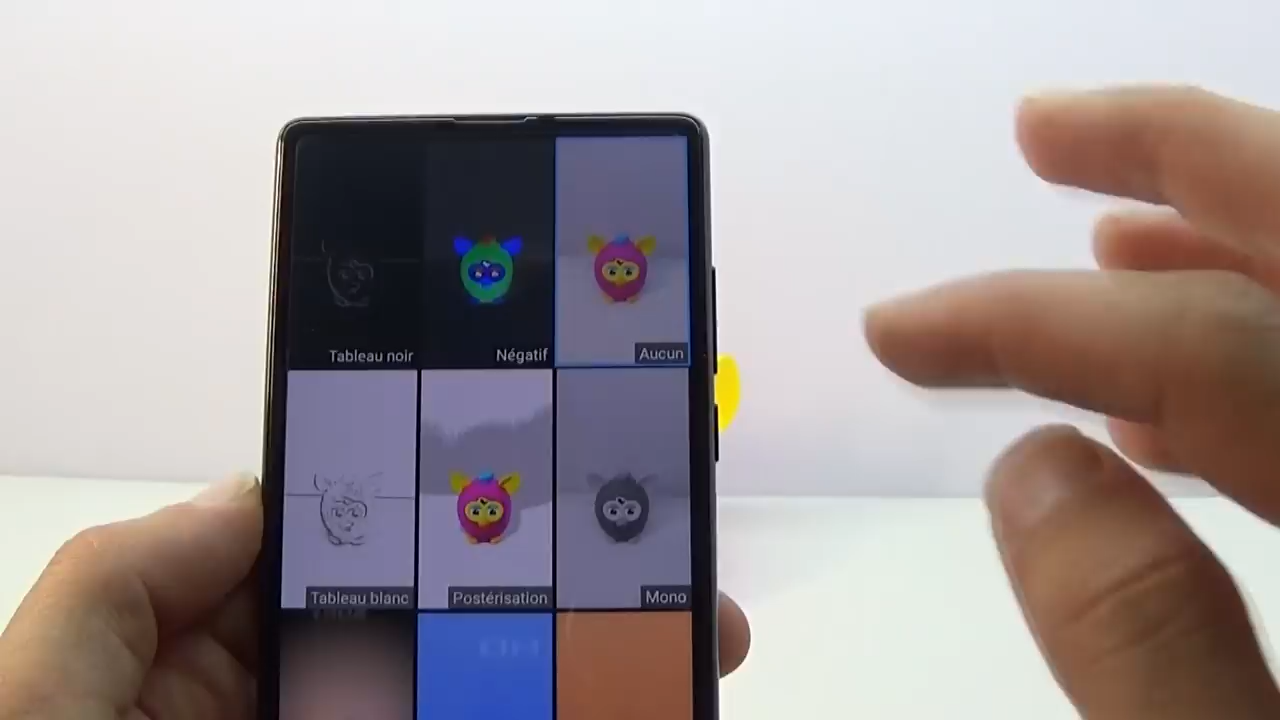 Tableau noir
Négatif
Aucun
Tableau blanc
Postérisation
Mono